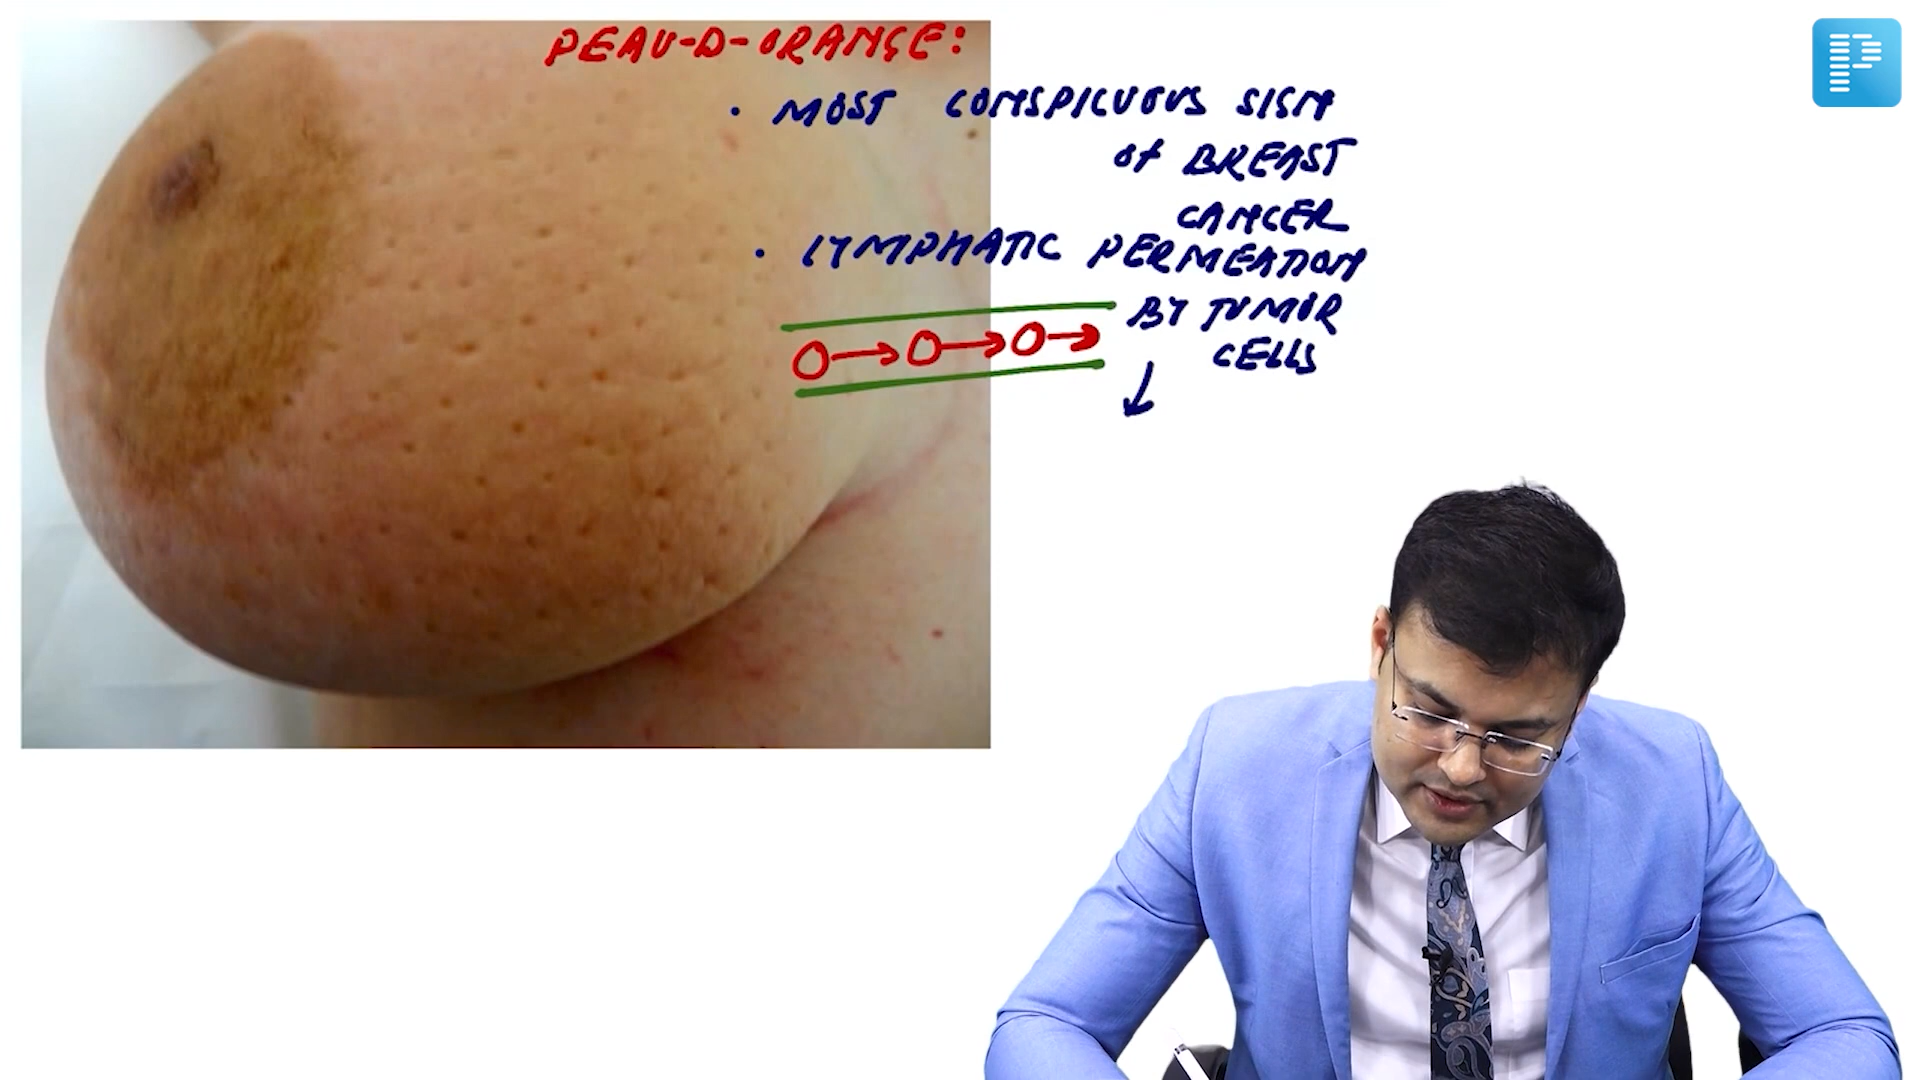 PEAU-D-ORANGE:
• MOST CONSPICUOUS SIGN
of BREAST
CANCER
• LYMPHATIC PERMEATION
BY TUMOR
CELLS
P